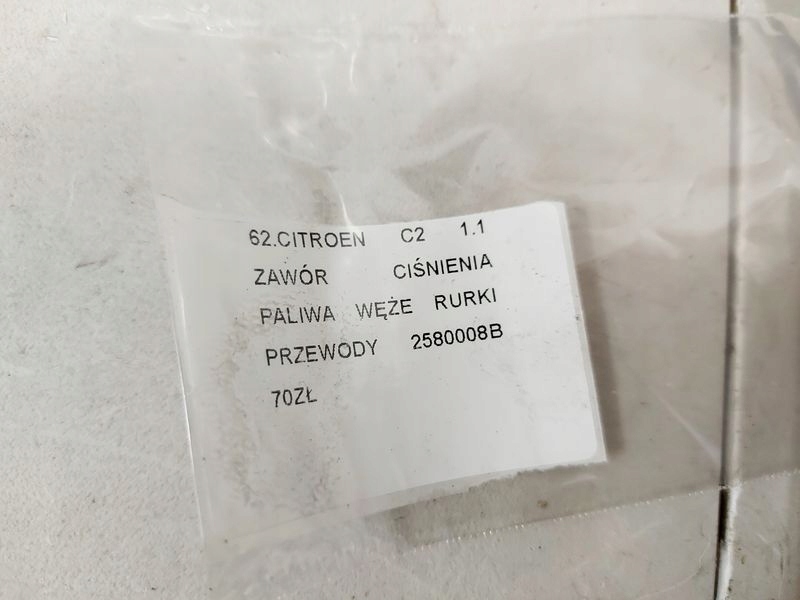 62.CITROEN C2 1.1
ZAWÓR CIŚNIENIA
PALIWA WĘŻE RURKI
PRZEWODY 2580008B
70ZŁ